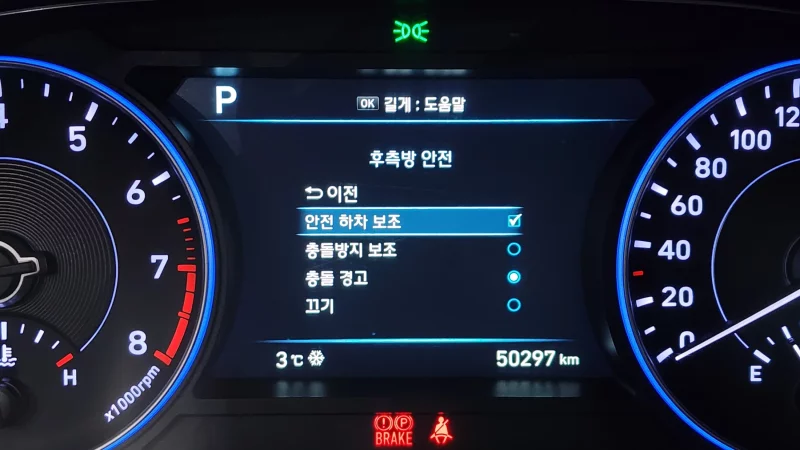 P
OK 길게 : 도움말
후측방 안전
이전
안전 하차 보조
충돌방지 보조
충돌 경고
끄기
3℃
50297 km
5
6
7
8
x1000rpm
H
120
100
80
60
40
20
0
E
P
BRAKE